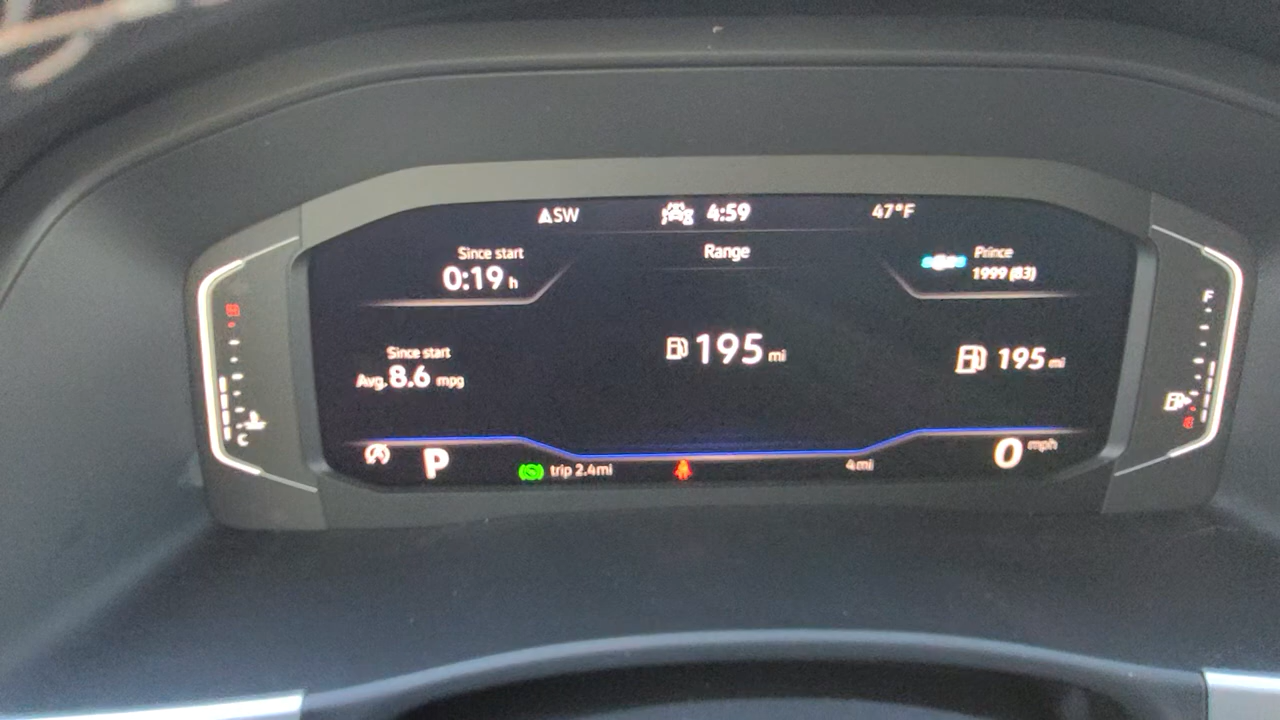 SW
4:59
47°F
Since start
0:19 h
Range
Prince
1999 (83)
F
Since start
Avg. 8.6 mpg
195 mi
195 mi
C
P
trip 2.4mi
4mi
0 mph